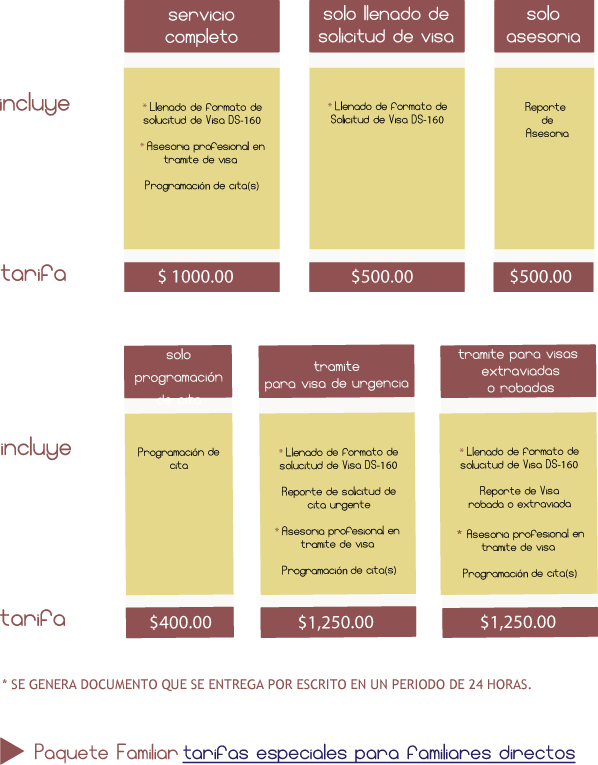 servicio
completo
solo llenado de
solicitud de visa
solo
asesoria
incluye
* Llenado de formato de
solucitud de Visa DS-160
* Asesoria profesional en
tramite de visa
Programación de cita(s)
* Llenado de formato de
Solicitud de Visa DS-160
Reporte
de
Asesoria
tarifa
$ 1000.00
$500.00
$500.00
solo
programación
de cita
tramite
para visa de urgencia
tramite para visas
extraviadas
o robadas
incluye
Programación de
cita
* Llenado de formato de
solucitud de Visa DS-160
Reporte de solicitud de
cita urgente
* Asesoria profesional en
tramite de visa
Programación de cita(s)
* Llenado de formato de
solucitud de Visa DS-160
Reporte de Visa
robada o extraviada
* Asesoria profesional en
tramite de visa
Programación de cita(s)
tarifa
$400.00
$1,250.00
$1,250.00
* SE GENERA DOCUMENTO QUE SE ENTREGA POR ESCRITO EN UN PERIODO DE 24 HORAS.
Paquete Familiar tarifas especiales para familiares directos